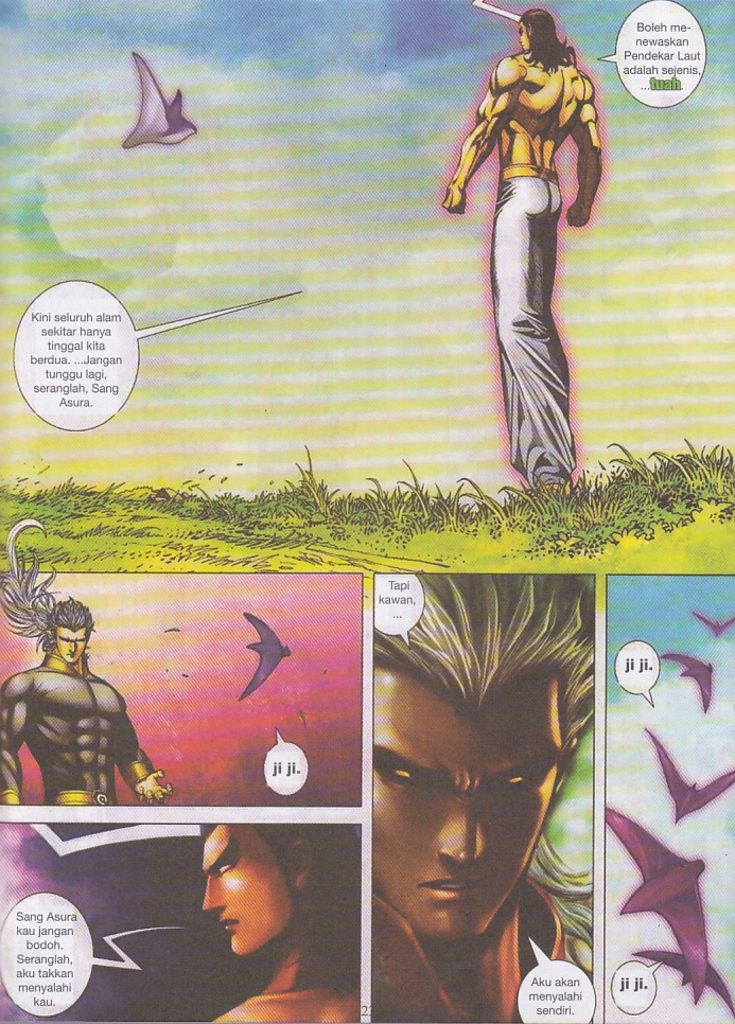 Boleh me-
newaskan
Pendekar Laut
adalah sejenis,
...tuah.
Kini seluruh alam
sekitar hanya
tinggal kita
berdua. ...Jangan
tunggu lagi,
seranglah, Sang
Asura.
ji ji.
Sang Asura
kau jangan
bodoh.
Seranglah,
aku takkan
menyalahi
kau.
Tapi
kawan,
...
Aku akan
menyalahi
sendiri.
ji ji.
ji ji.